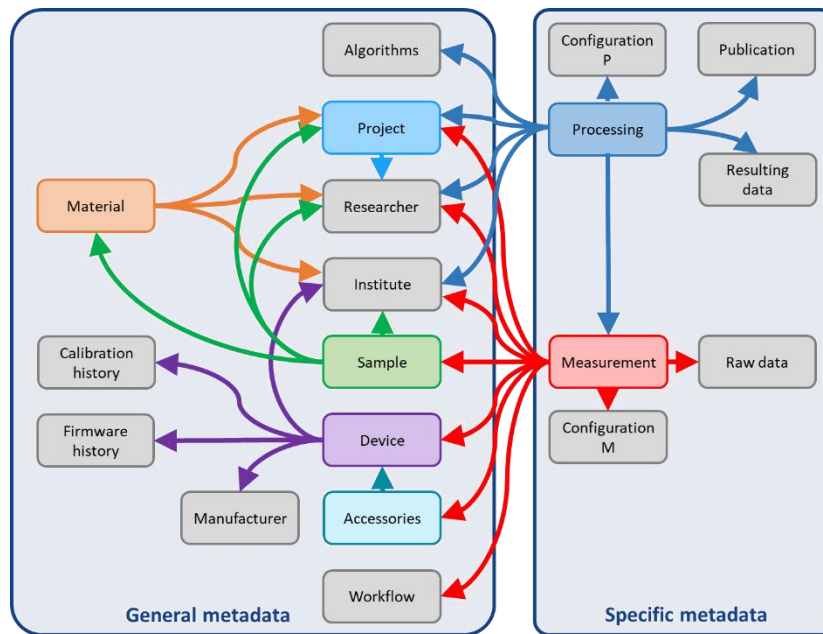 Algorithms
Configuration
P
Publication
Project
Processing
Material
Researcher
Resulting
data
Institute
Calibration
history
Sample
Measurement
Raw data
Firmware
history
Device
Configuration
M
Manufacturer
Accessories
Workflow
General metadata
Specific metadata